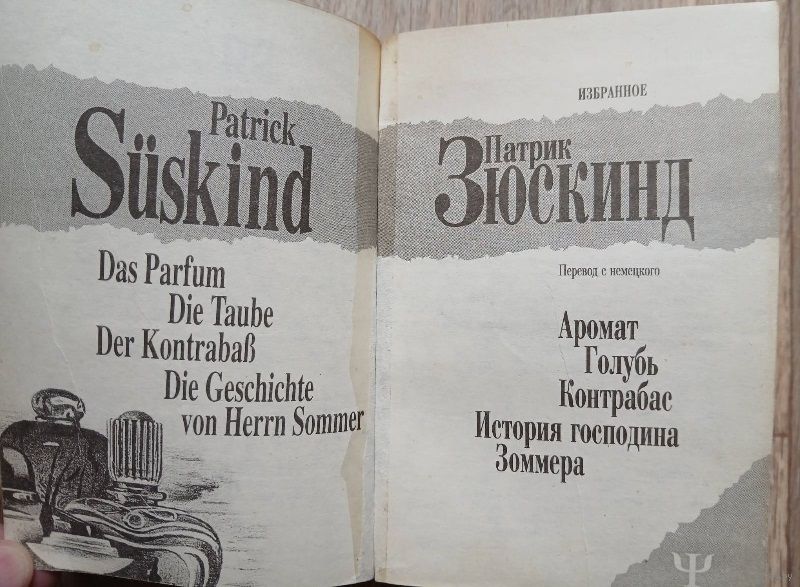 Patrick
Süskind
Das Parfum
Die Taube
Der Kontrabaß
Die Geschichte
von Herrn Sommer
ИЗБРАННОЕ
Патрик
Зюскинд
Перевод с немецкого
Аромат
Голубь
Контрабас
История господина
Зоммера
Ψ